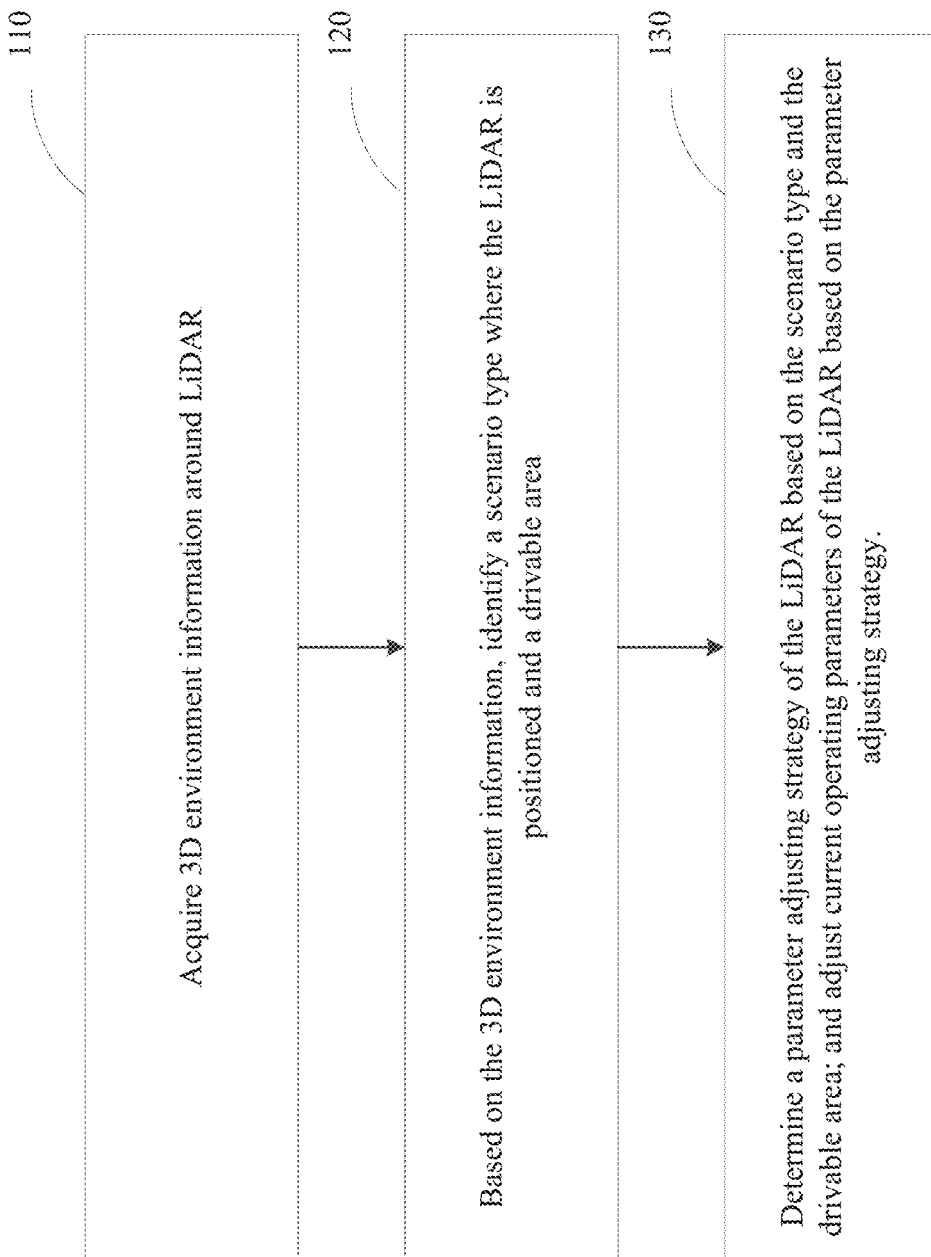 110
Acquire 3D environment information around LiDAR
120
Based on the 3D environment information, identify a scenario type where the LiDAR is
positioned and a drivable area
130
Determine a parameter adjusting strategy of the LiDAR based on the scenario type and the
drivable area; and adjust current operating parameters of the LiDAR based on the parameter
adjusting strategy.